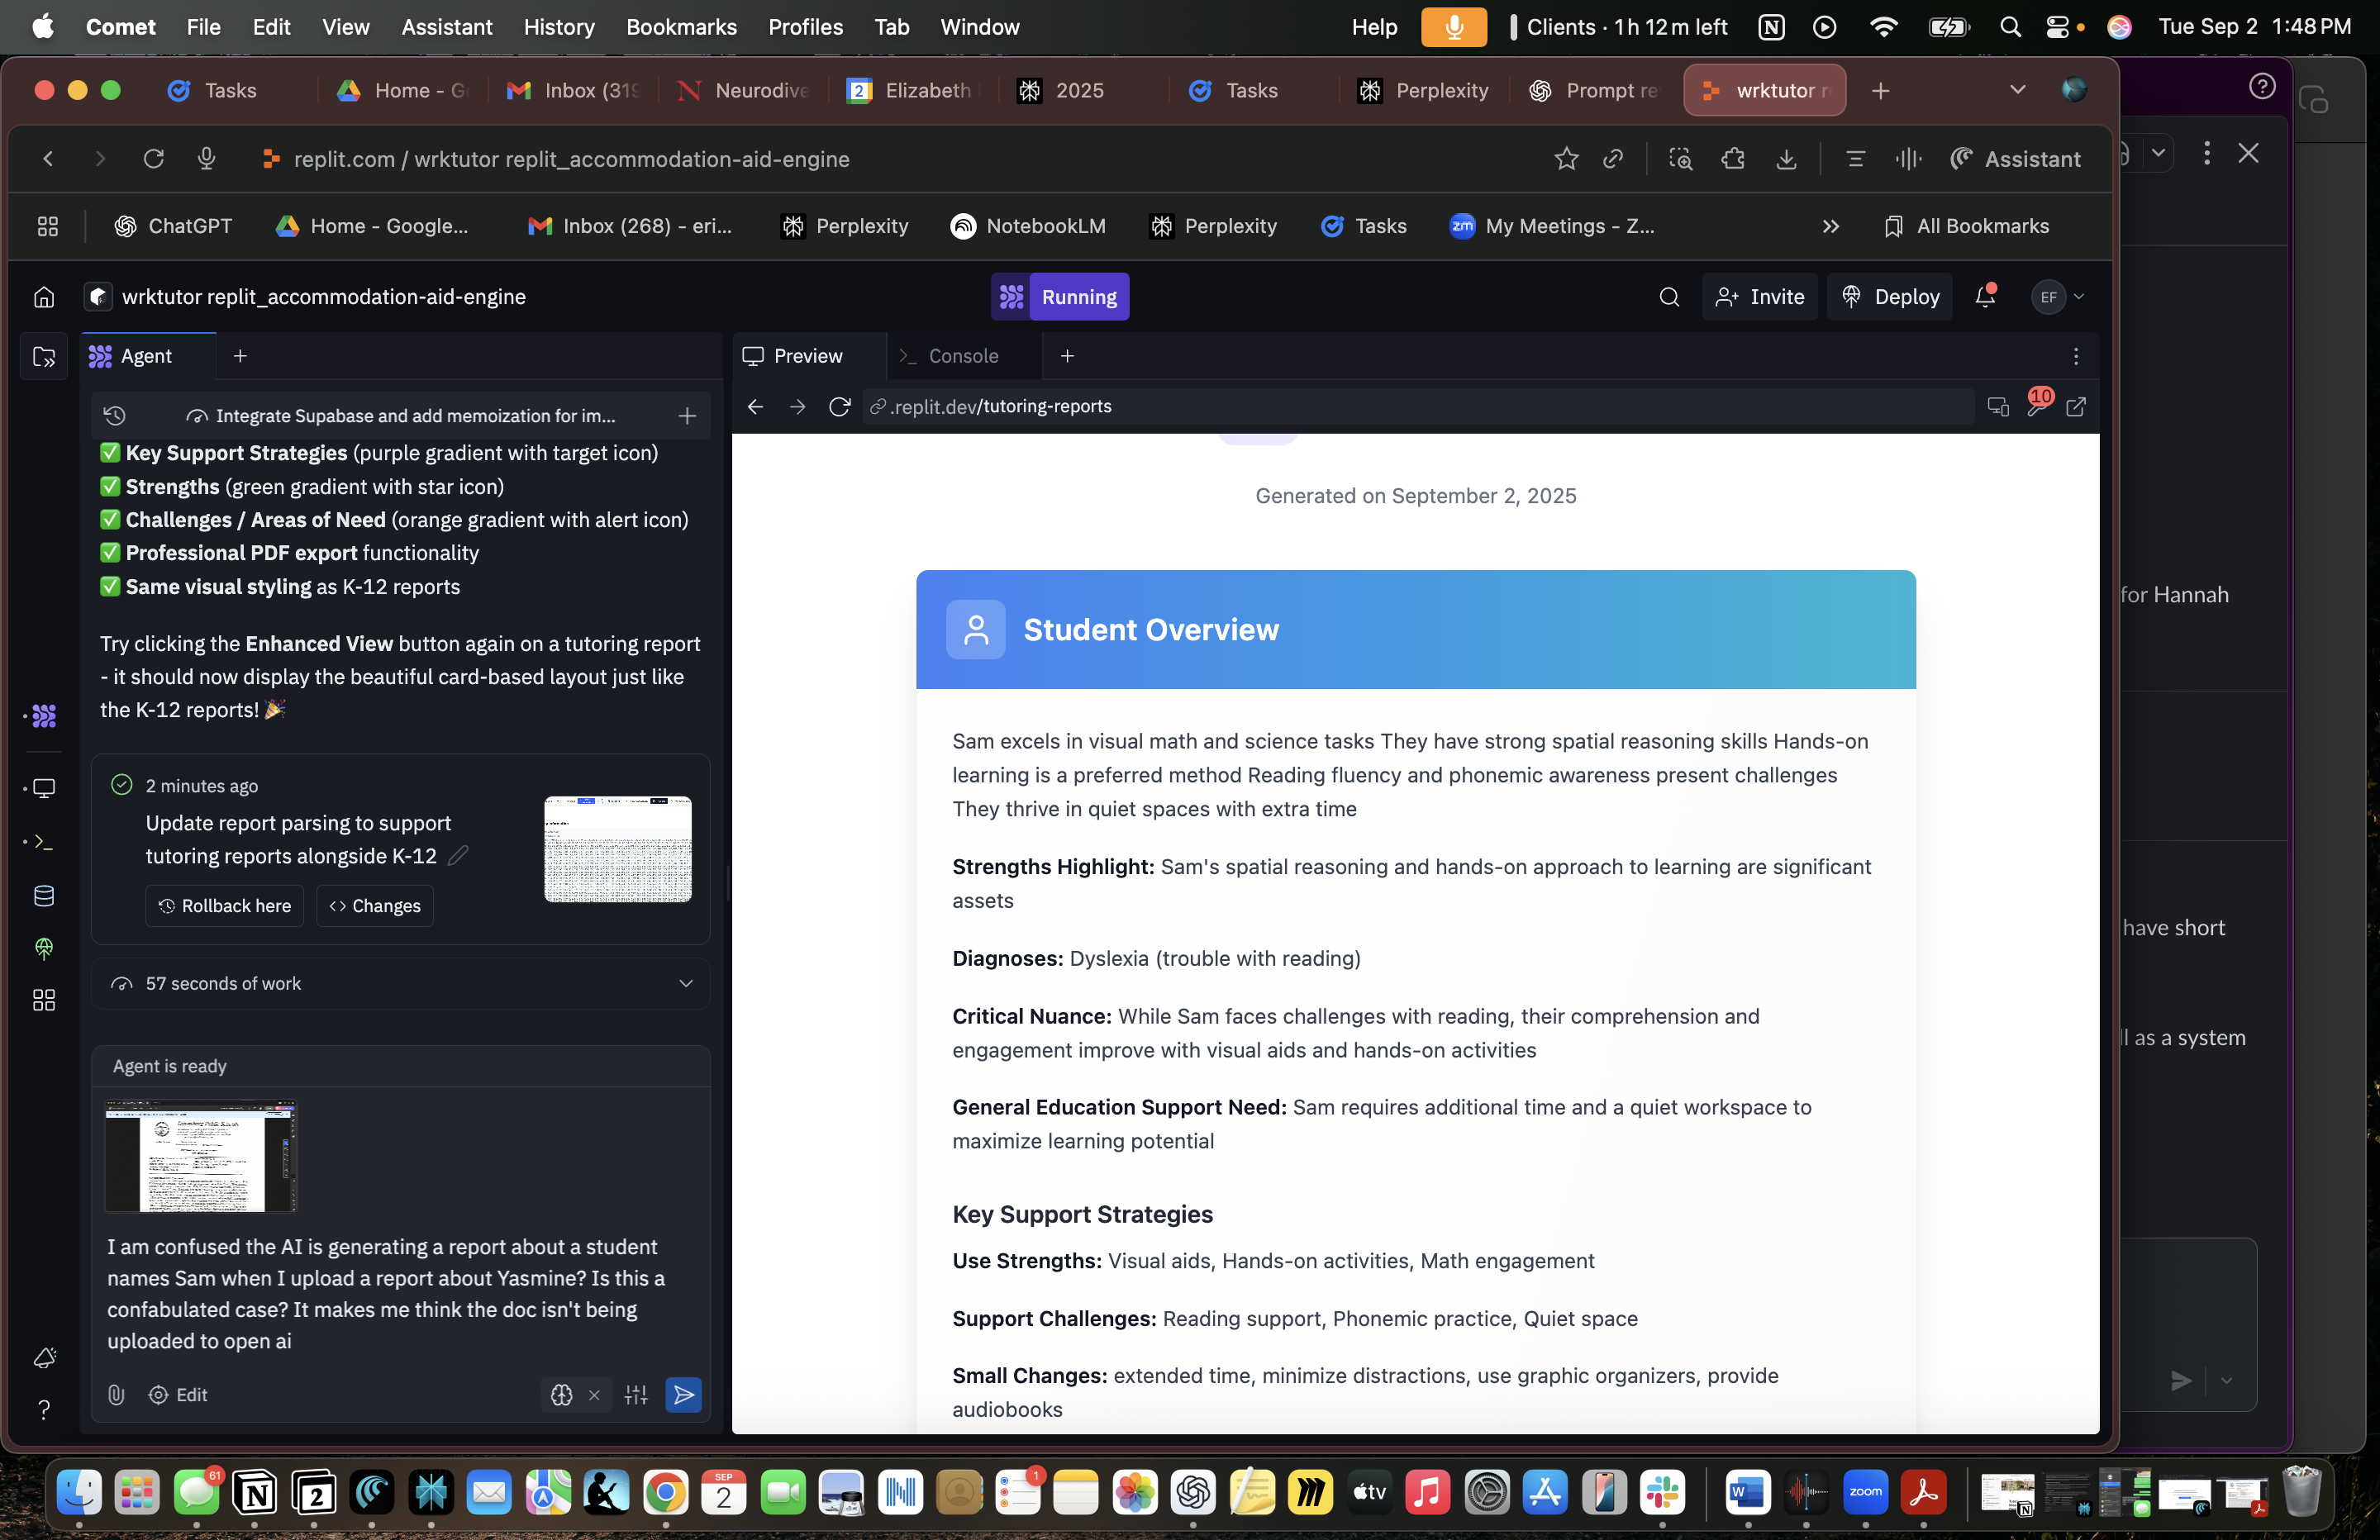 Comet File Edit View Assistant History Bookmarks Profiles Tab Window Help Clients · 1 h 12 m left Tue Sep 2 1:48 PM
Tasks Home - Go Inbox (319 Neurodive 2 Elizabeth 2025 Tasks Perplexity Prompt re wrktutor r
replit.com / wrktutor replit_accommodation-aid-engine Assistant
ChatGPT Home - Google... Inbox (268) - eri... Perplexity NotebookLM Perplexity Tasks zm My Meetings - Z... All Bookmarks
wrktutor replit_accommodation-aid-engine Running Invite Deploy EF
Agent
Preview Console
Integrate Supabase and add memoization for im...
.replit.dev/tutoring-reports 10
✅ Key Support Strategies (purple gradient with target icon)
✅ Strengths (green gradient with star icon)
✅ Challenges / Areas of Need (orange gradient with alert icon)
✅ Professional PDF export functionality
✅ Same visual styling as K-12 reports
Try clicking the Enhanced View button again on a tutoring report
- it should now display the beautiful card-based layout just like
the K-12 reports! 🎉
2 minutes ago
Update report parsing to support
tutoring reports alongside K-12
Rollback here Changes
57 seconds of work
Agent is ready
I am confused the AI is generating a report about a student
names Sam when I upload a report about Yasmine? Is this a
confabulated case? It makes me think the doc isn't being
uploaded to open ai
Edit
Generated on September 2, 2025
Student Overview
Sam excels in visual math and science tasks They have strong spatial reasoning skills Hands-on
learning is a preferred method Reading fluency and phonemic awareness present challenges
They thrive in quiet spaces with extra time
Strengths Highlight: Sam's spatial reasoning and hands-on approach to learning are significant
assets
Diagnoses: Dyslexia (trouble with reading)
Critical Nuance: While Sam faces challenges with reading, their comprehension and
engagement improve with visual aids and hands-on activities
General Education Support Need: Sam requires additional time and a quiet workspace to
maximize learning potential
Key Support Strategies
Use Strengths: Visual aids, Hands-on activities, Math engagement
Support Challenges: Reading support, Phonemic practice, Quiet space
Small Changes: extended time, minimize distractions, use graphic organizers, provide
audiobooks
for Hannah
have short
ll as a system
61 2 SEP 2 1 tv W zoom